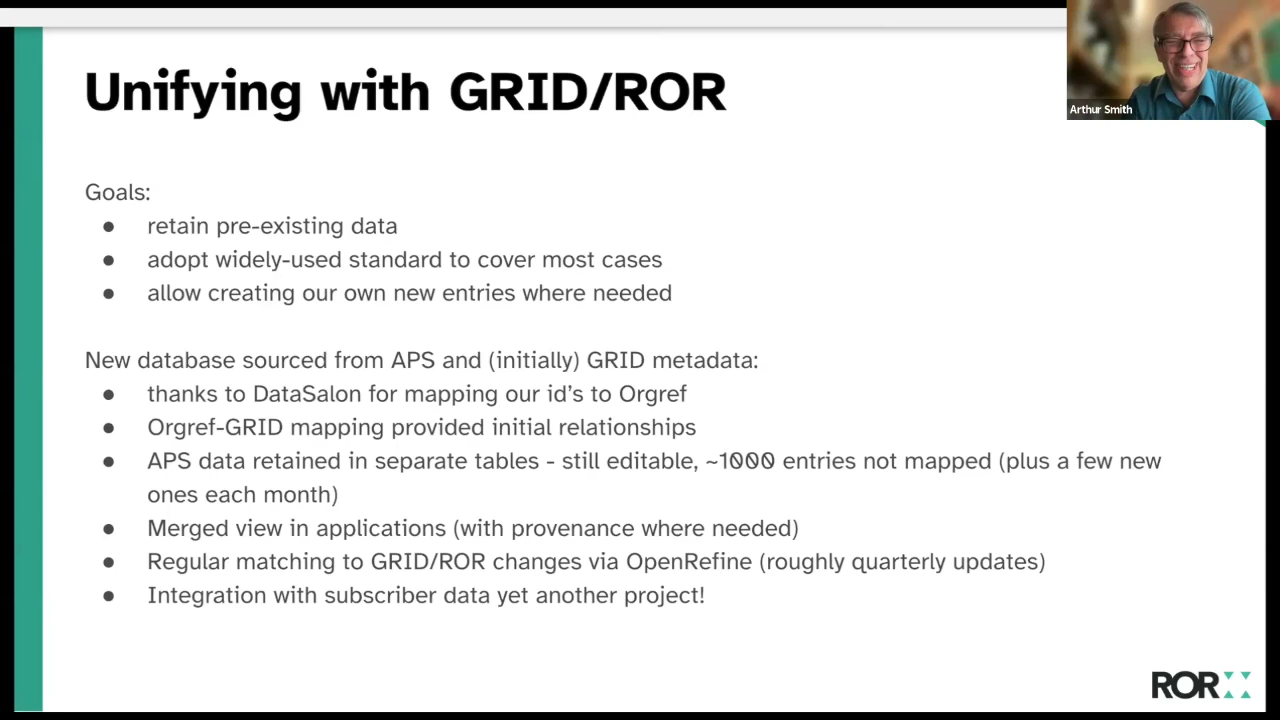 Unifying with GRID/ROR
Arthur Smith
Goals:
● retain pre-existing data
● adopt widely-used standard to cover most cases
● allow creating our own new entries where needed
New database sourced from APS and (initially) GRID metadata:
● thanks to DataSalon for mapping our id's to Orgref
● Orgref-GRID mapping provided initial relationships
● APS data retained in separate tables - still editable, ~1000 entries not mapped (plus a few new
ones each month)
● Merged view in applications (with provenance where needed)
● Regular matching to GRID/ROR changes via OpenRefine (roughly quarterly updates)
● Integration with subscriber data yet another project!
ROR